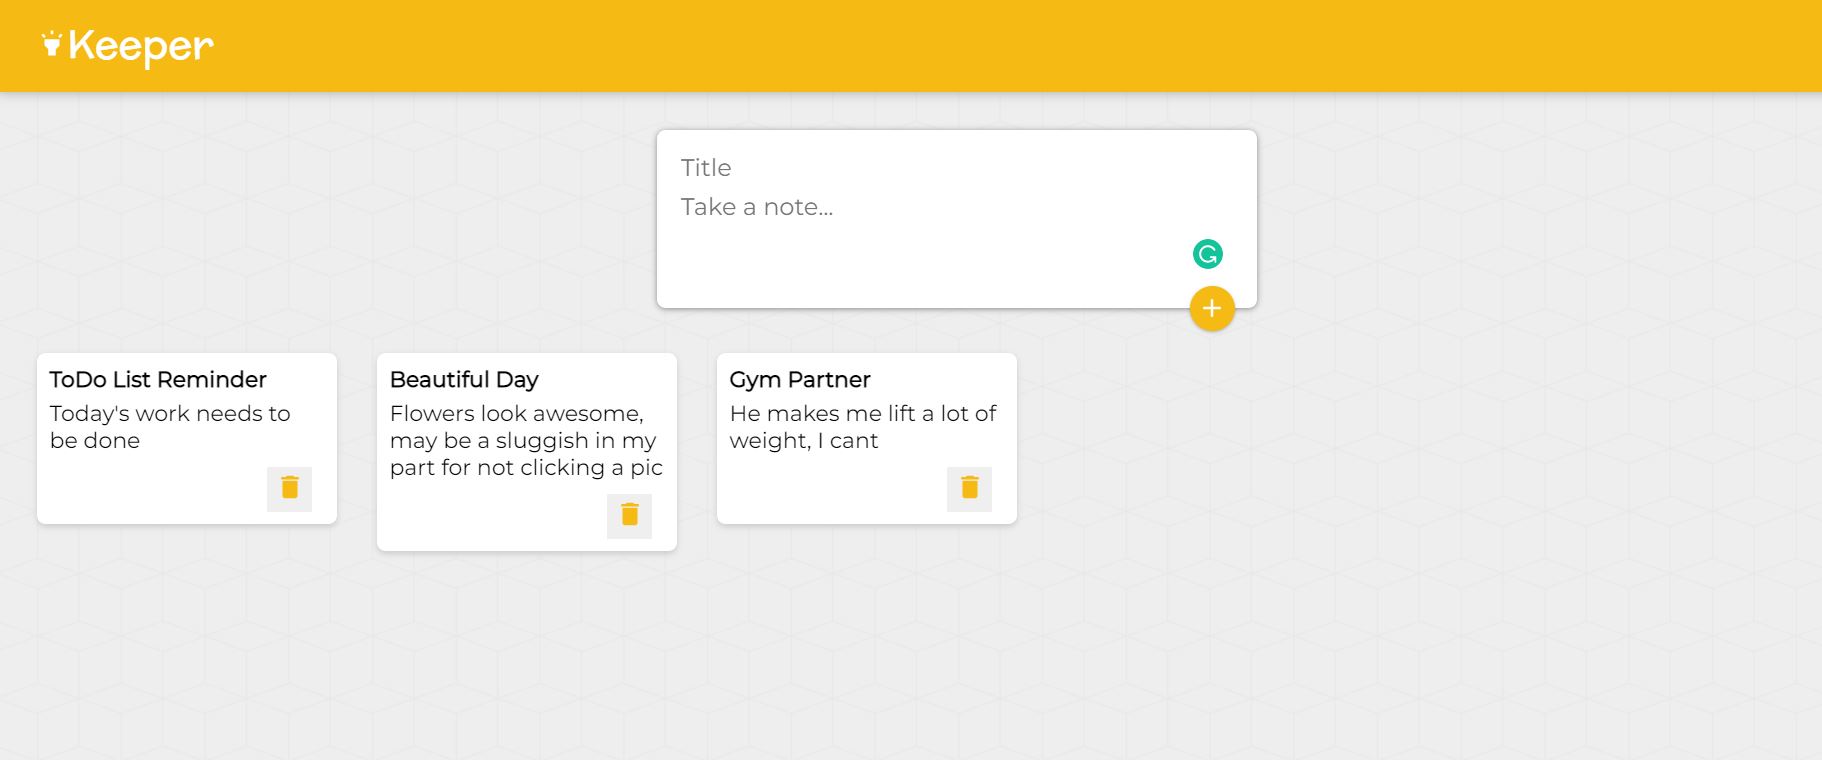 Keeper
Title
Take a note...
ToDo List Reminder
Today's work needs to
be done
Beautiful Day
Flowers look awesome,
may be a sluggish in my
part for not clicking a pic
Gym Partner
He makes me lift a lot of
weight, I cant